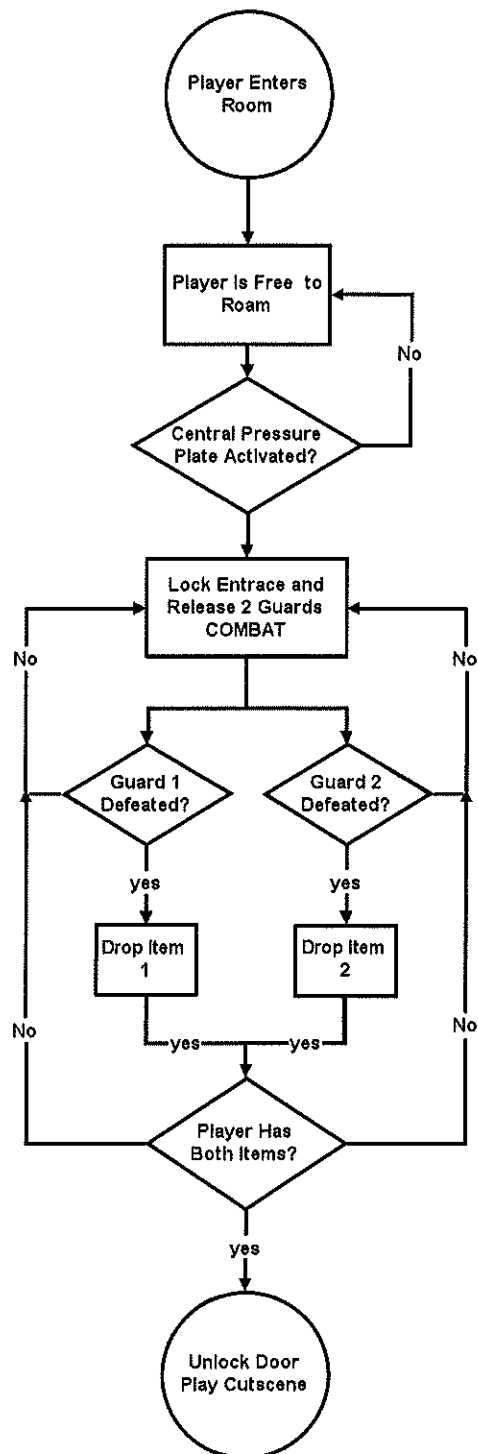 Player Enters
Room
Player is Free to
Roam
No
Central Pressure
Plate Activated?
Lock Entrace and
Release 2 Guards
COMBAT
No
No
Guard 1
Defeated?
Guard 2
Defeated?
yes
yes
Drop Item
1
Drop Item
2
No
No
yes
yes
Player Has
Both Items?
yes
Unlock Door
Play Cutscene